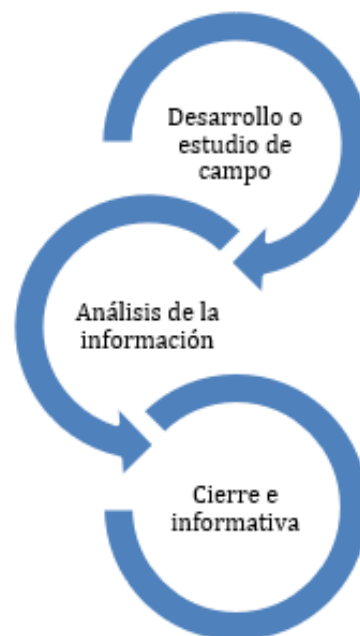 Desarrollo o
estudio de
campo
Análisis de la
información
Cierre e
informativa